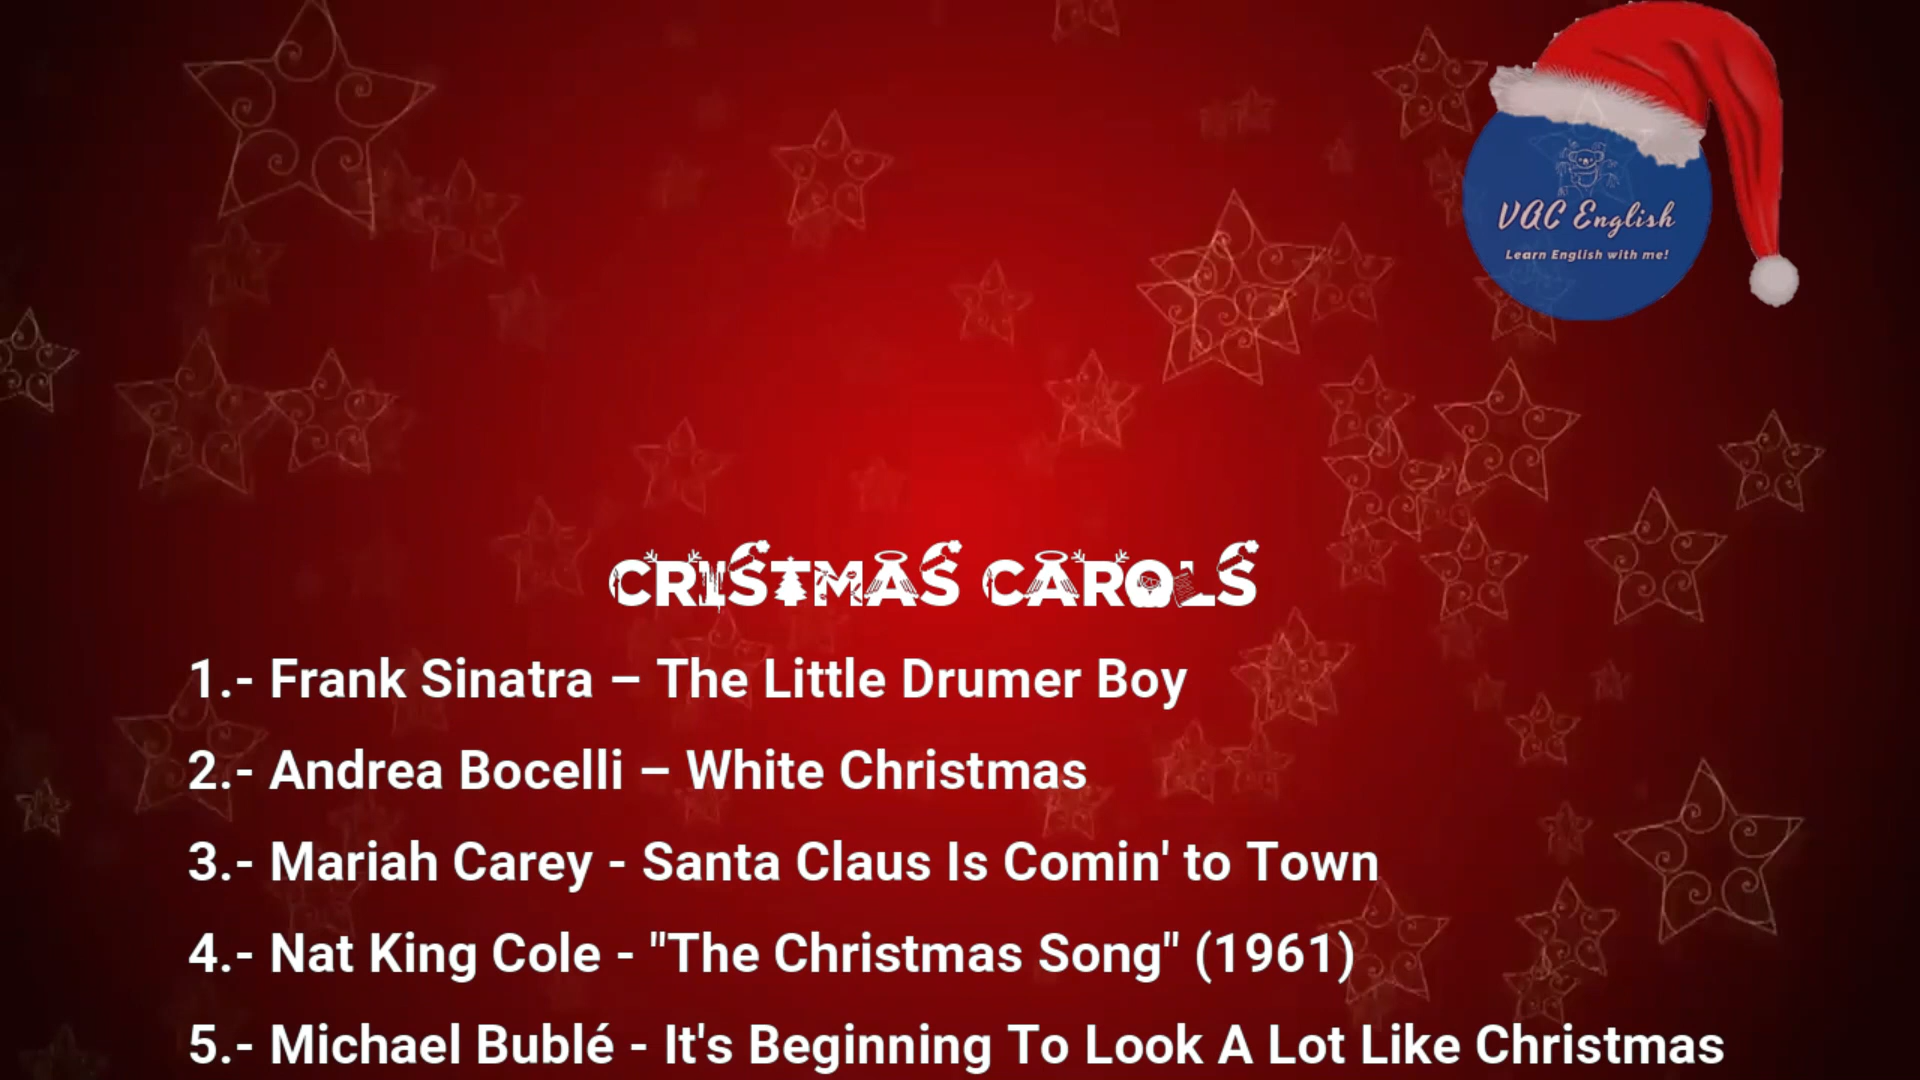 VAC English
Learn English with me!
CRISTMAS CAROLS
1.- Frank Sinatra – The Little Drumer Boy
2.- Andrea Bocelli – White Christmas
3.- Mariah Carey - Santa Claus Is Comin' to Town
4.- Nat King Cole - "The Christmas Song" (1961)
5.- Michael Bublé - It's Beginning To Look A Lot Like Christmas